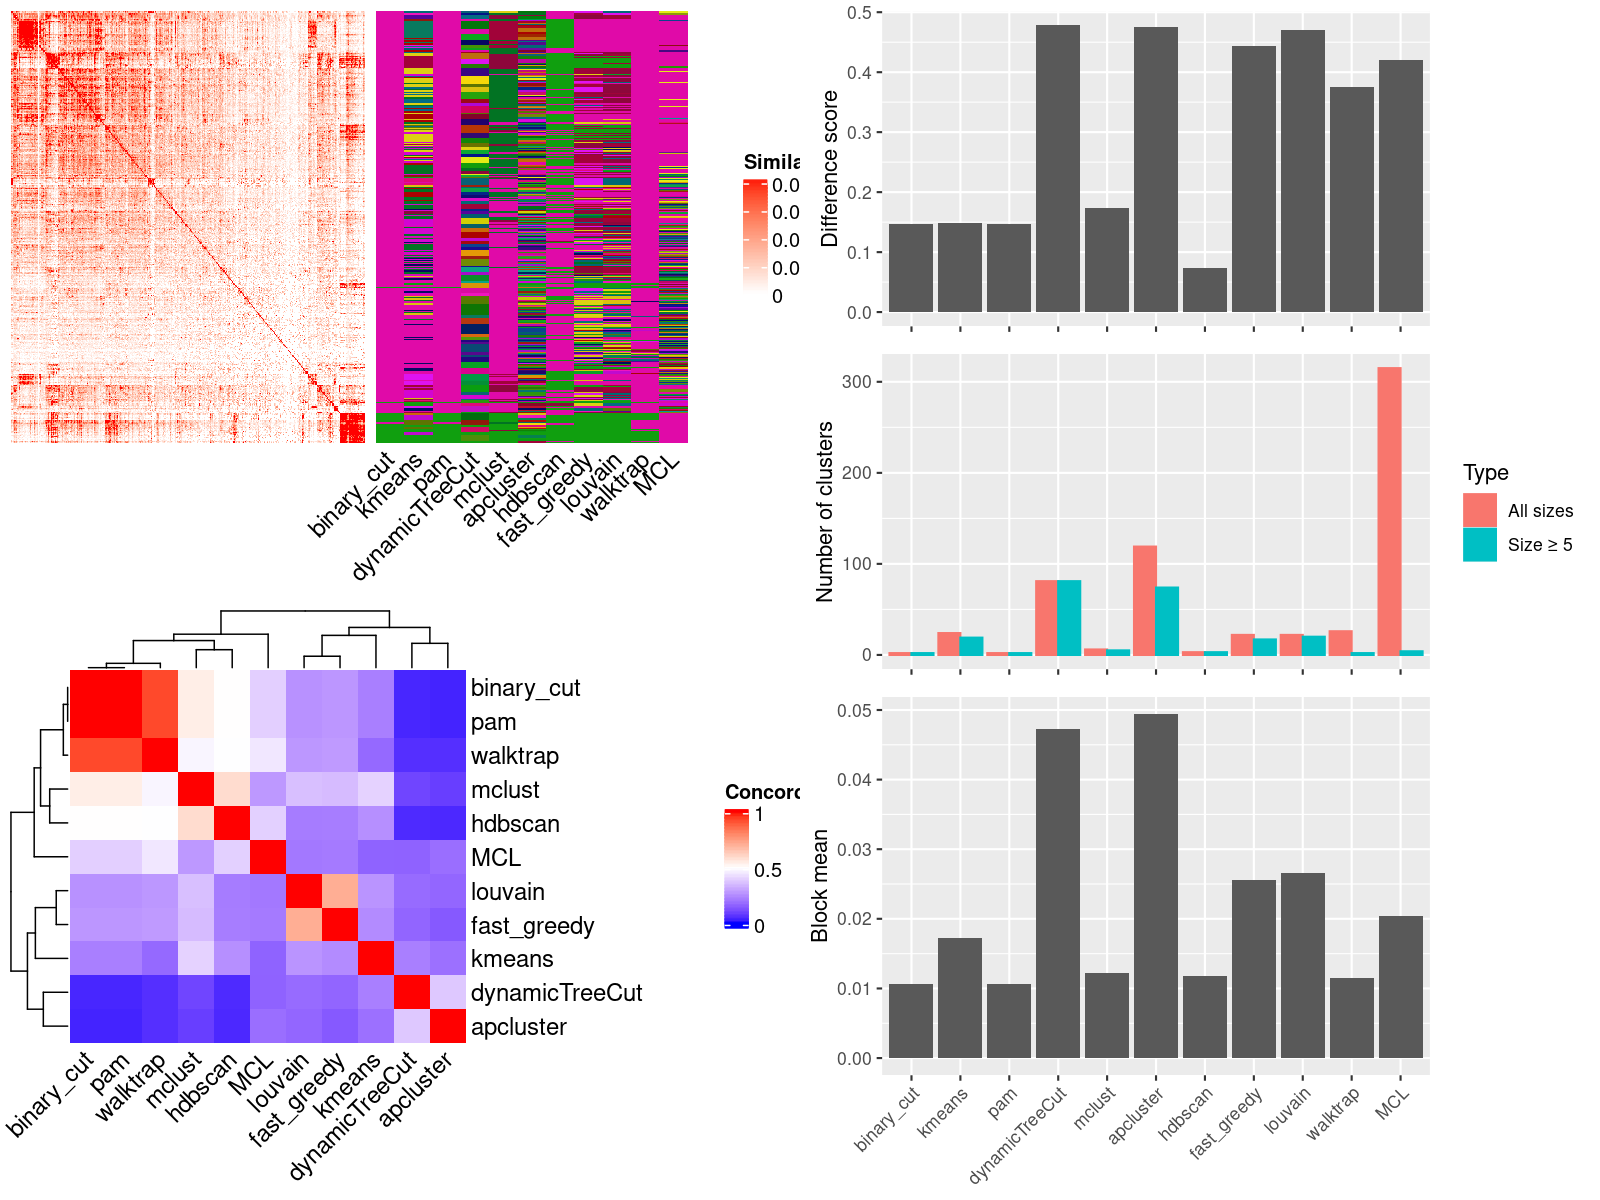 Simila
0.0
0.0
0.0
0.0
0
binary_cut
kmeans
pam
dynamicTreeCut
mclust
apcluster
hdbscan
fast_greedy
louvain
walktrap
MCL
binary_cut
pam
walktrap
mclust
hdbscan
MCL
louvain
fast_greedy
kmeans
dynamicTreeCut
apcluster
binary_cut
pam
walktrap
mclust
hdbscan
MCL
louvain
fast_greedy
kmeans
dynamicTreeCut
apcluster
Concord
1
0.5
0
Difference score
0.5
0.4
0.3
0.2
0.1
0.0
Number of clusters
300
200
100
0
Type
All sizes
Size ≥ 5
Block mean
0.05
0.04
0.03
0.02
0.01
0.00
binary_cut
kmeans
pam
dynamicTreeCut
mclust
apcluster
hdbscan
fast_greedy
louvain
walktrap
MCL